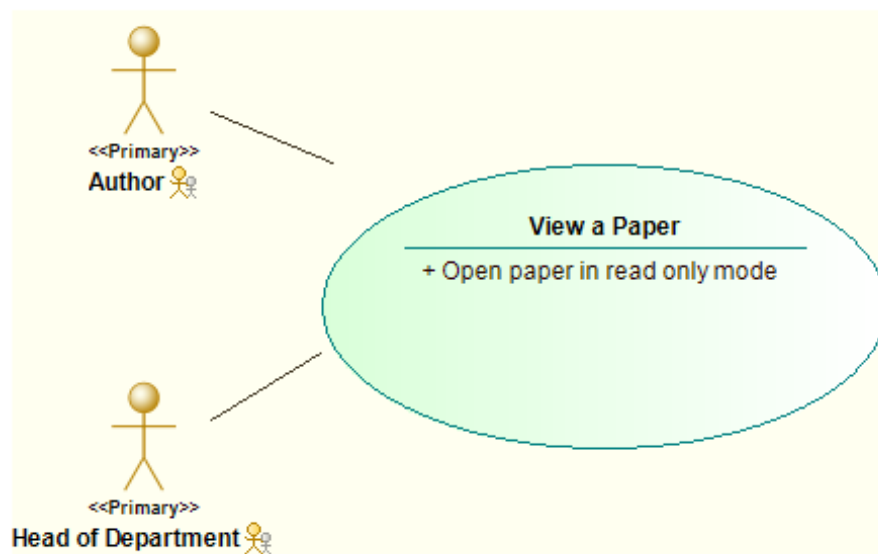 <<Primary>>
Author
View a Paper
+ Open paper in read only mode
<<Primary>>
Head of Department